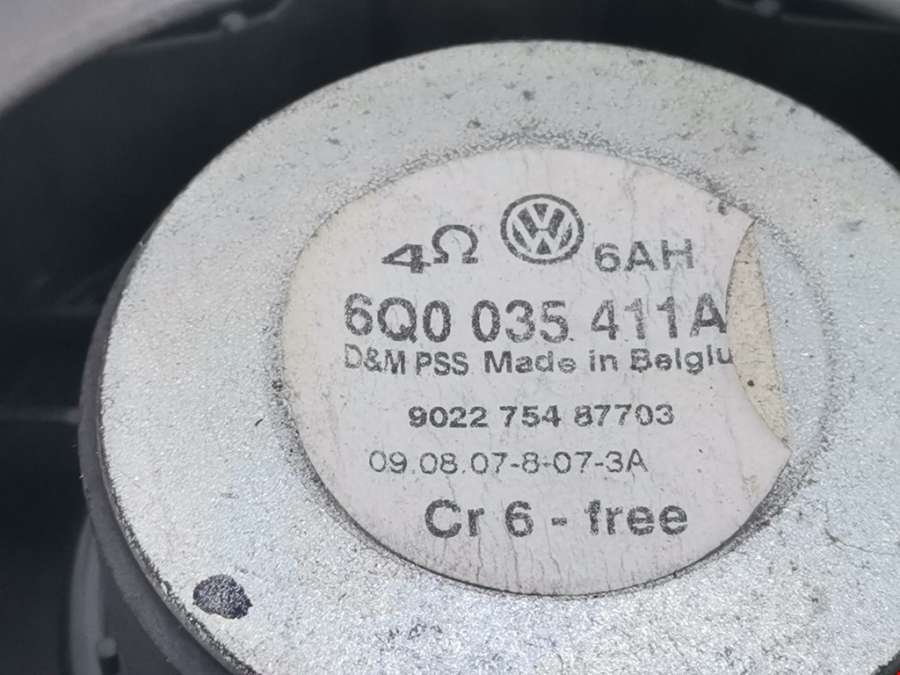 4Ω 6AH
6Q0 035 411A
D&M PSS Made in Belgiu
9022 754 87703
09.08.07-8-07-3A
Cr 6 - free